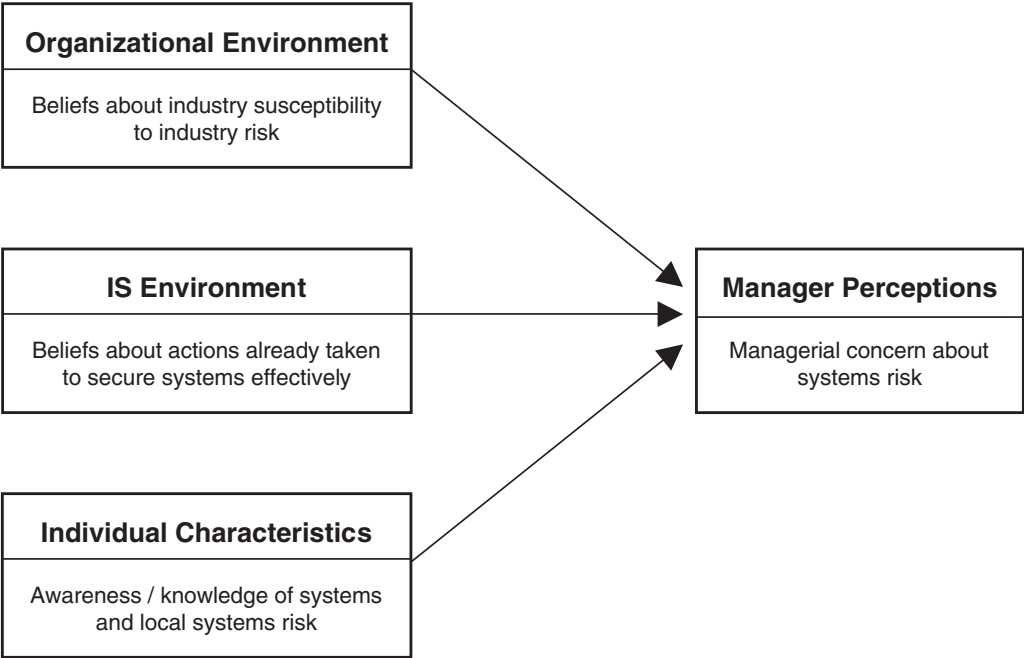 Organizational Environment
Beliefs about industry susceptibility
to industry risk
IS Environment
Beliefs about actions already taken
to secure systems effectively
Individual Characteristics
Awareness / knowledge of systems
and local systems risk
Manager Perceptions
Managerial concern about
systems risk